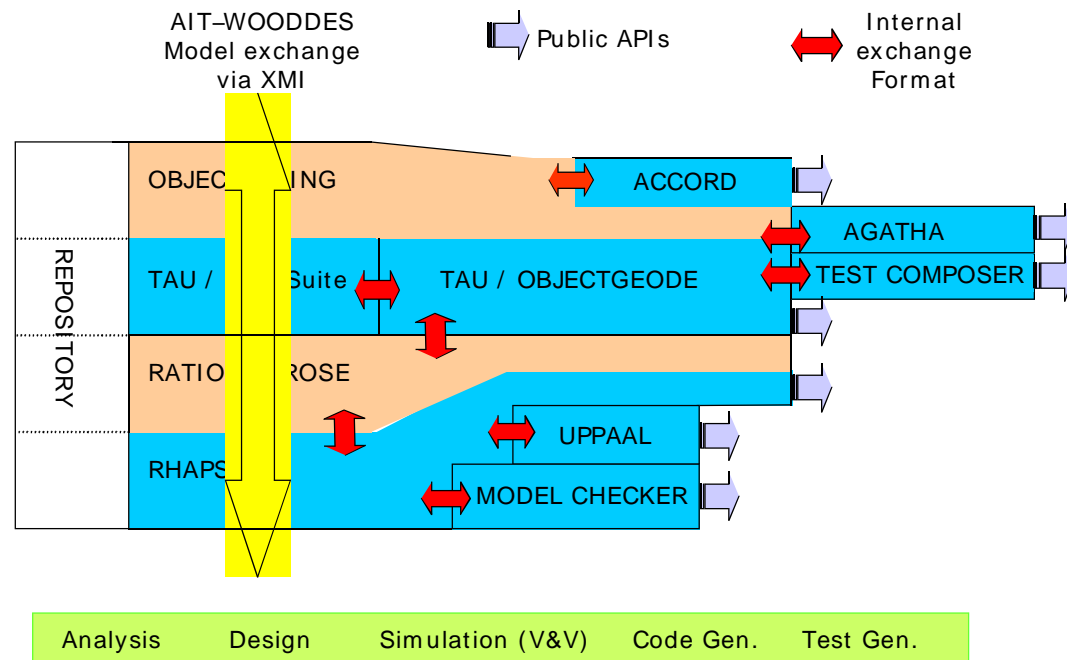 AIT–WOODDES
Model exchange
via XMI
Public APIs
Internal
exchange
Format
REPOSITORY
OBJEC ING
ACCORD
AGATHA
TAU / Suite
TAU / OBJECTGEODE
TEST COMPOSER
RATIO ROSE
UPPAAL
RHAPS
MODEL CHECKER
Analysis Design Simulation (V&V) Code Gen. Test Gen.